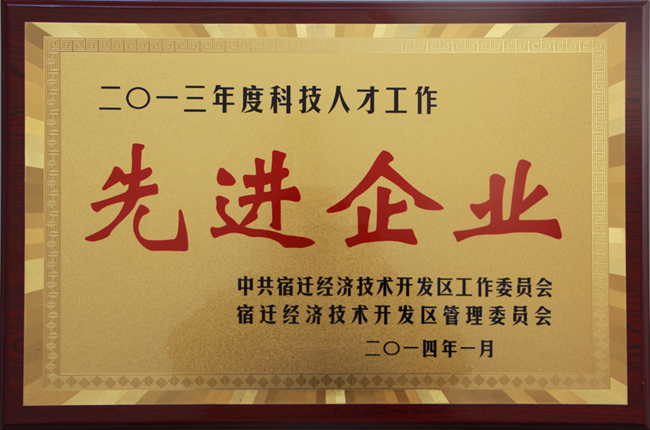 二〇一三年度科技人才工作
先进企业
中共宿迁经济技术开发区工作委员会
宿迁经济技术开发区管理委员会
二〇一四年一月